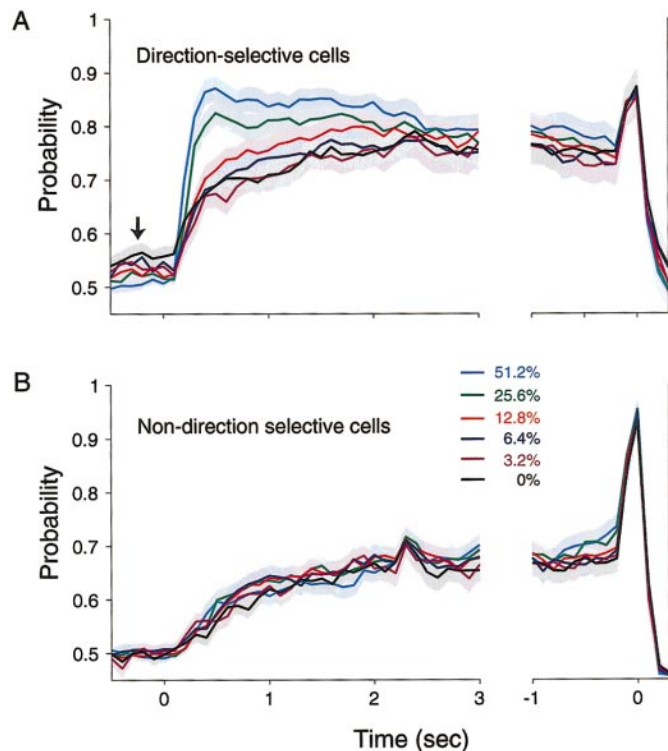 A
Direction-selective cells
Probability
1
0.9
0.8
0.7
0.6
0.5
B
Non-direction selective cells
Probability
1
0.9
0.8
0.7
0.6
0.5
51.2%
25.6%
12.8%
6.4%
3.2%
0%
0 1 2 3 -1 0
Time (sec)